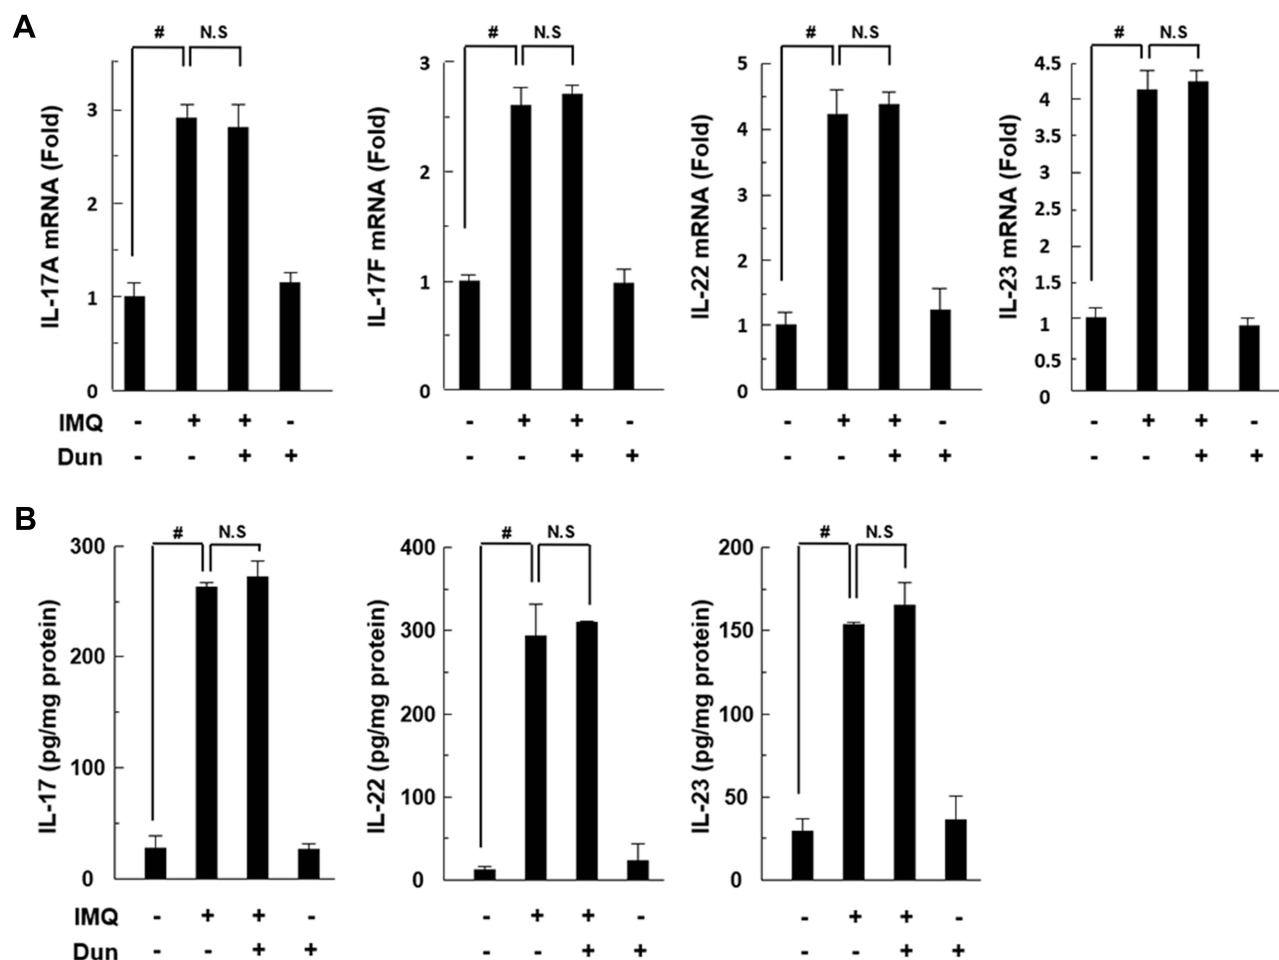 A
# N.S
IL-17A mRNA (Fold)
3
2
1
0
# N.S
IL-17F mRNA (Fold)
3
2
1
0
# N.S
IL-22 mRNA (Fold)
5
4
3
2
1
0
# N.S
IL-23 mRNA (Fold)
4.5
4
3.5
3
2.5
2
1.5
1
0.5
0
IMQ - + + - - + + - - + + - - + + -
Dun - - + + - - + + - - + + - - + +
B
# N.S
IL-17 (pg/mg protein)
300
200
100
0
# N.S
IL-22 (pg/mg protein)
400
300
200
100
0
# N.S
IL-23 (pg/mg protein)
200
150
100
50
0
IMQ - + + - - + + - - + + -
Dun - - + + - - + + - - + +